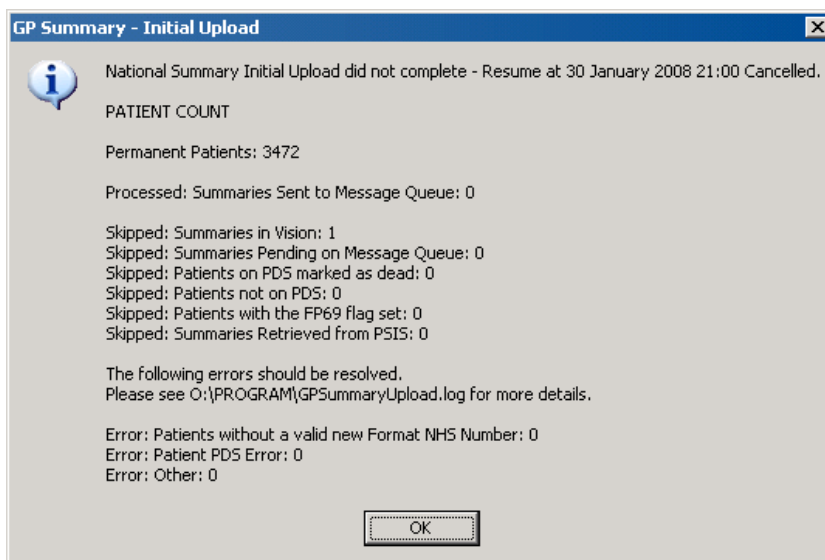 GP Summary - Initial Upload
National Summary Initial Upload did not complete - Resume at 30 January 2008 21:00 Cancelled.
PATIENT COUNT
Permanent Patients: 3472
Processed: Summaries Sent to Message Queue: 0
Skipped: Summaries in Vision: 1
Skipped: Summaries Pending on Message Queue: 0
Skipped: Patients on PDS marked as dead: 0
Skipped: Patients not on PDS: 0
Skipped: Patients with the FP69 flag set: 0
Skipped: Summaries Retrieved from PSIS: 0
The following errors should be resolved.
Please see O:\PROGRAM\GPSummaryUpload.log for more details.
Error: Patients without a valid new Format NHS Number: 0
Error: Patient PDS Error: 0
Error: Other: 0
OK